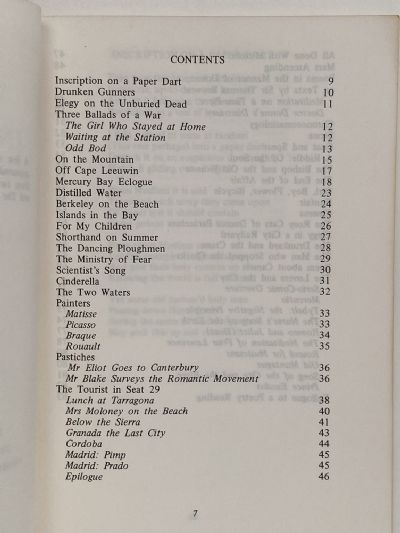 CONTENTS
Inscription on a Paper Dart 9
Drunken Gunners 10
Elegy on the Unburied Dead 11
Three Ballads of a War
The Girl Who Stayed at Home 12
Waiting at the Station 12
Odd Bod 13
On the Mountain 15
Off Cape Leeuwin 17
Mercury Bay Eclogue 18
Distilled Water 23
Berkeley on the Beach 24
Islands in the Bay 25
For My Children 26
Shorthand on Summer 27
The Dancing Ploughmen 28
The Ministry of Fear 29
Scientist's Song 30
Cinderella 31
The Two Waters 32
Painters
Matisse 33
Picasso 33
Braque 34
Rouault 35
Pastiches
Mr Eliot Goes to Canterbury 36
Mr Blake Surveys the Romantic Movement 36
The Tourist in Seat 29
Lunch at Tarragona 38
Mrs Moloney on the Beach 40
Below the Sierra 41
Granada the Last City 43
Cordoba 44
Madrid: Pimp 45
Madrid: Prado 45
Epilogue 46
7